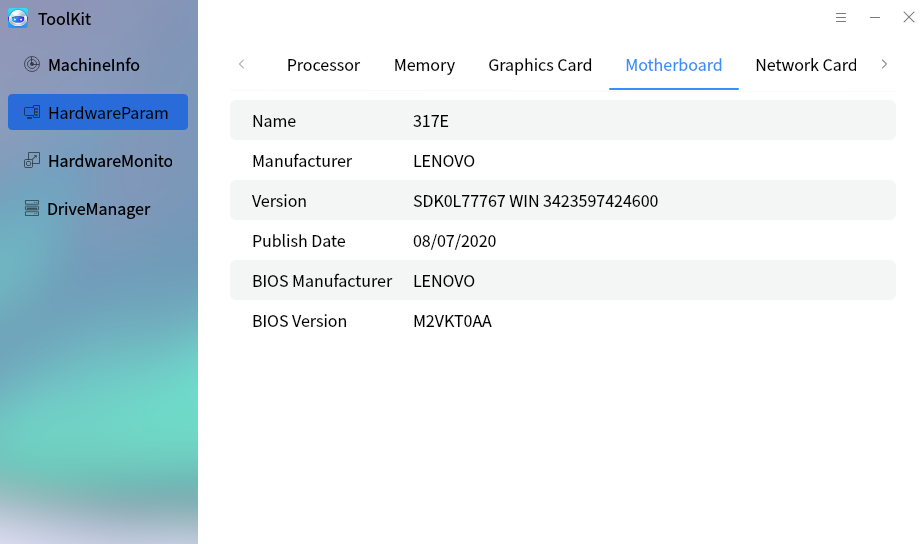 ToolKit
MachineInfo
HardwareParam
HardwareMonito
DriveManager
Processor Memory Graphics Card Motherboard Network Card
Name 317E
Manufacturer LENOVO
Version SDK0L77767 WIN 3423597424600
Publish Date 08/07/2020
BIOS Manufacturer LENOVO
BIOS Version M2VKT0AA